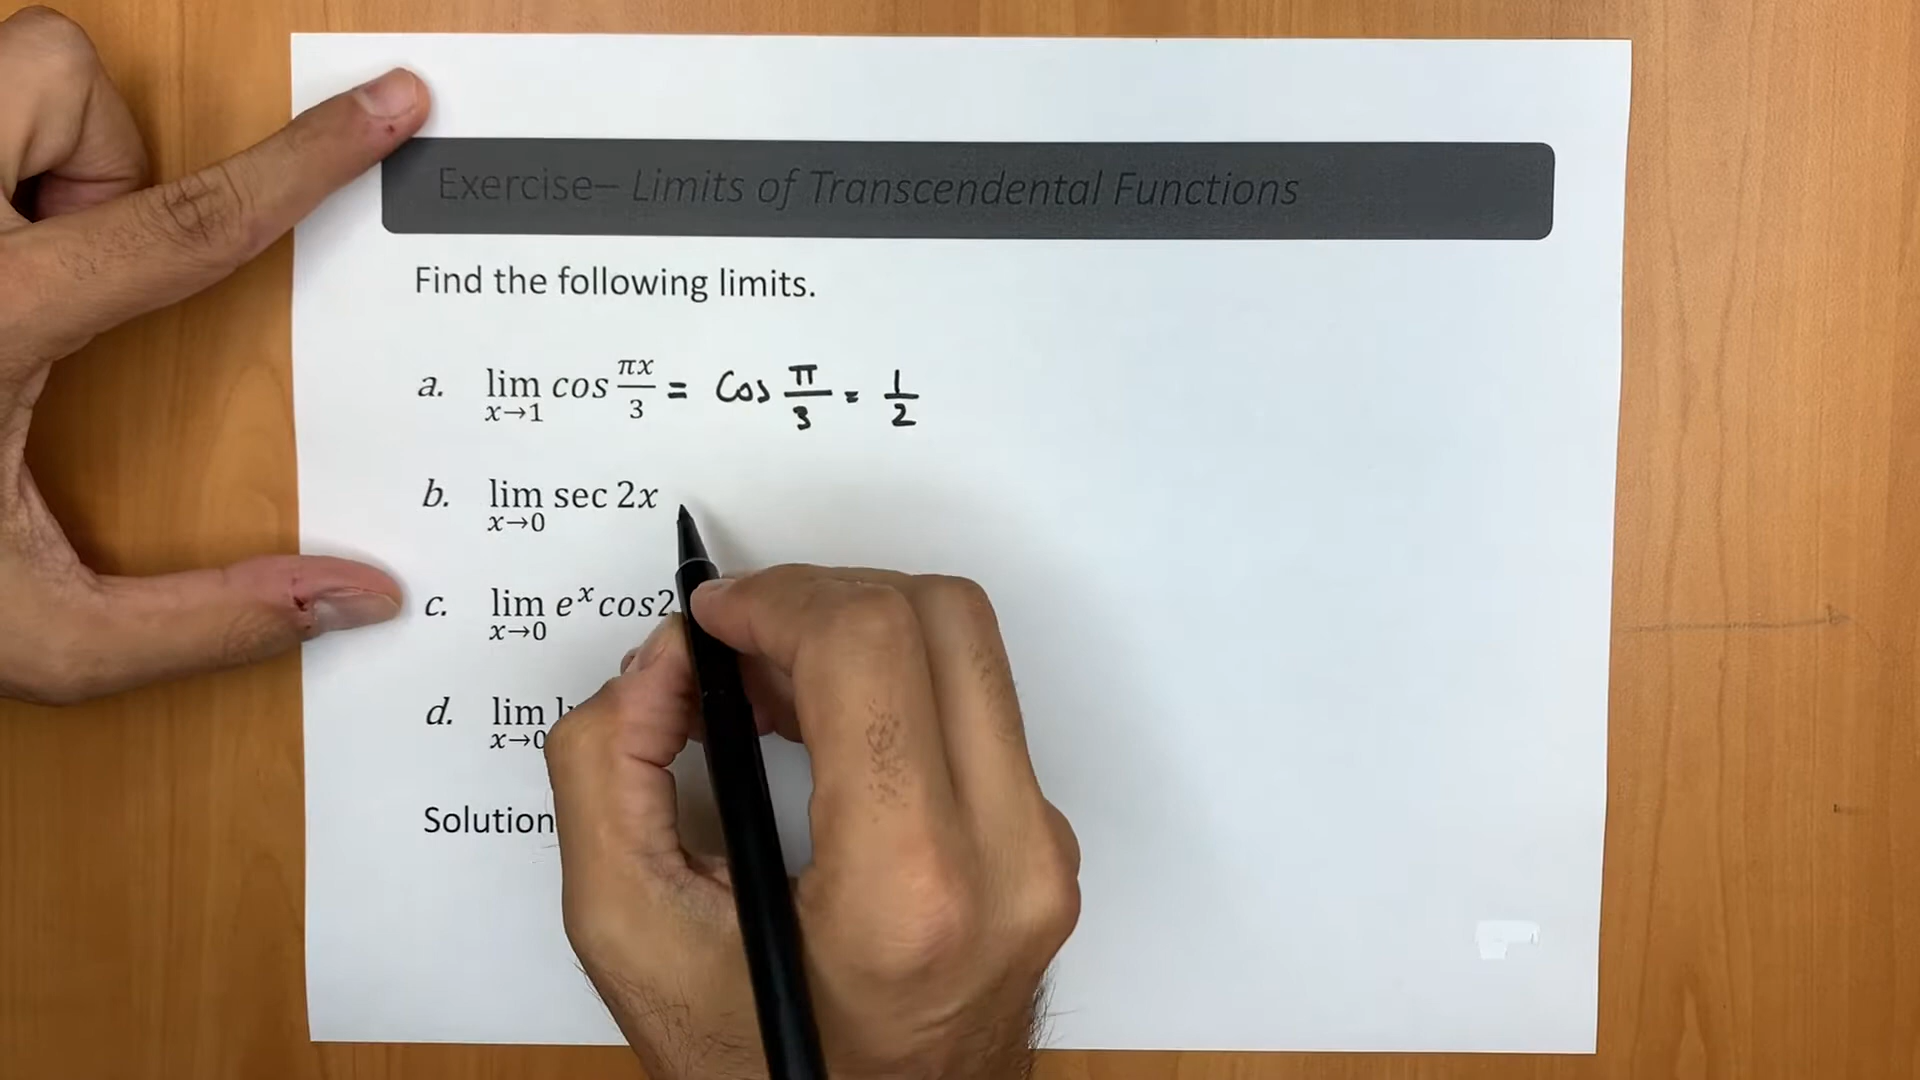 Exercise– Limits of Transcendental Functions
Find the following limits.
a. lim x→1 cos πx/3 = Cos π/3 = 1/2
b. lim x→0 sec 2x
c. lim x→0 eˣ cos2
d. lim x→0
Solution